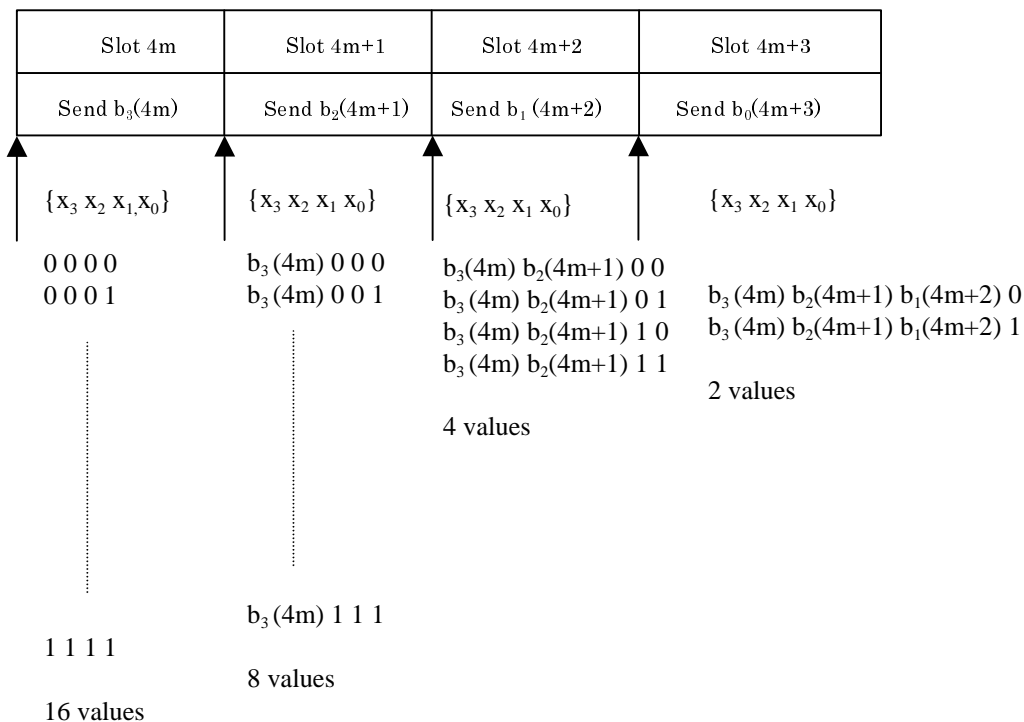 Slot 4m Slot 4m+1 Slot 4m+2 Slot 4m+3
Send b₃(4m) Send b₂(4m+1) Send b₁ (4m+2) Send b₀(4m+3)
{x₃ x₂ x₁,x₀} {x₃ x₂ x₁ x₀} {x₃ x₂ x₁ x₀} {x₃ x₂ x₁ x₀}
0 0 0 0
0 0 0 1
1 1 1 1
16 values
b₃(4m) 0 0 0
b₃(4m) 0 0 1
b₃(4m) 1 1 1
8 values
b₃(4m) b₂(4m+1) 0 0
b₃(4m) b₂(4m+1) 0 1
b₃(4m) b₂(4m+1) 1 0
b₃(4m) b₂(4m+1) 1 1
4 values
b₃(4m) b₂(4m+1) b₁(4m+2) 0
b₃(4m) b₂(4m+1) b₁(4m+2) 1
2 values